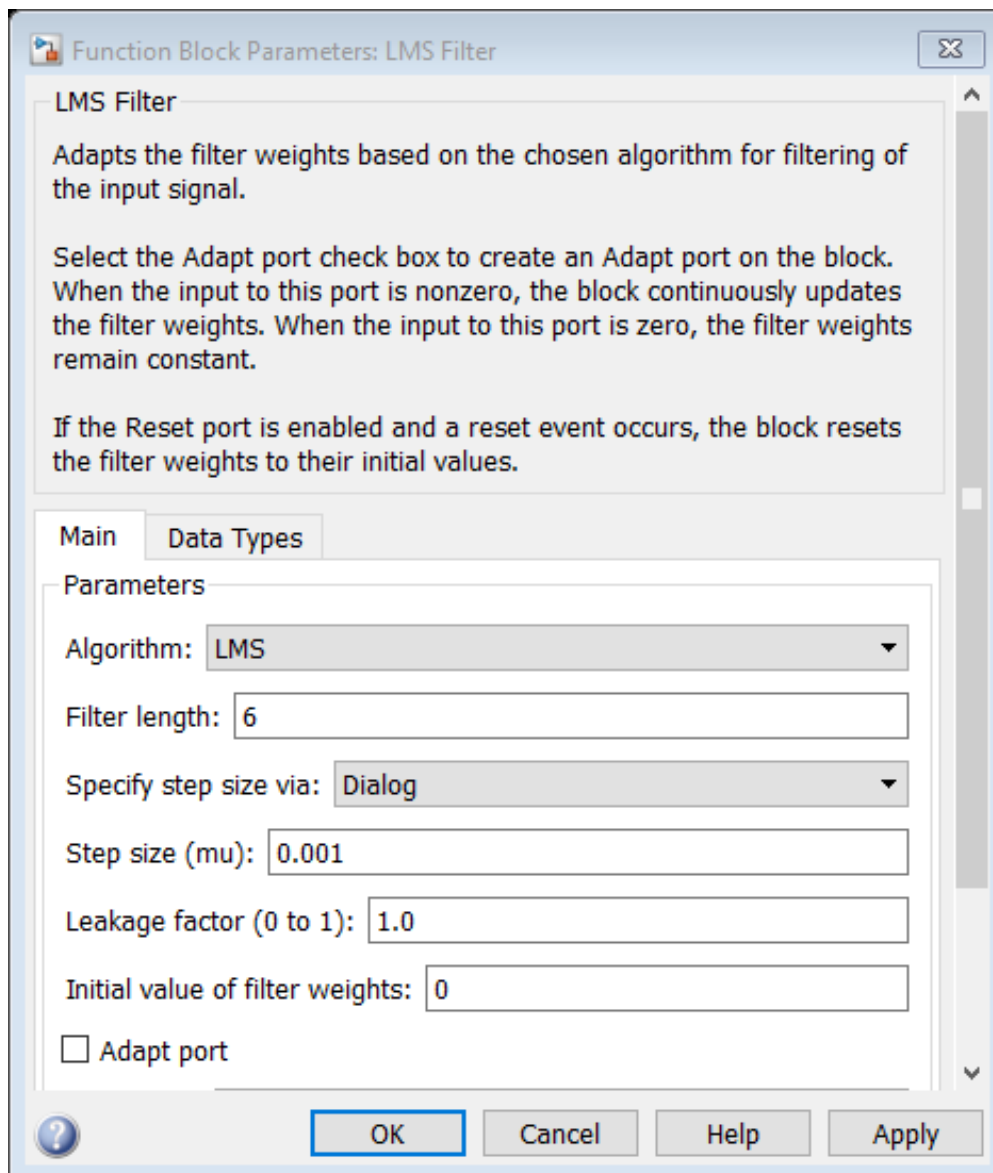 Function Block Parameters: LMS Filter
LMS Filter
Adapts the filter weights based on the chosen algorithm for filtering of
the input signal.
Select the Adapt port check box to create an Adapt port on the block.
When the input to this port is nonzero, the block continuously updates
the filter weights. When the input to this port is zero, the filter weights
remain constant.
If the Reset port is enabled and a reset event occurs, the block resets
the filter weights to their initial values.
Main Data Types
Parameters
Algorithm: LMS
Filter length: 6
Specify step size via: Dialog
Step size (mu): 0.001
Leakage factor (0 to 1): 1.0
Initial value of filter weights: 0
Adapt port
? OK Cancel Help Apply